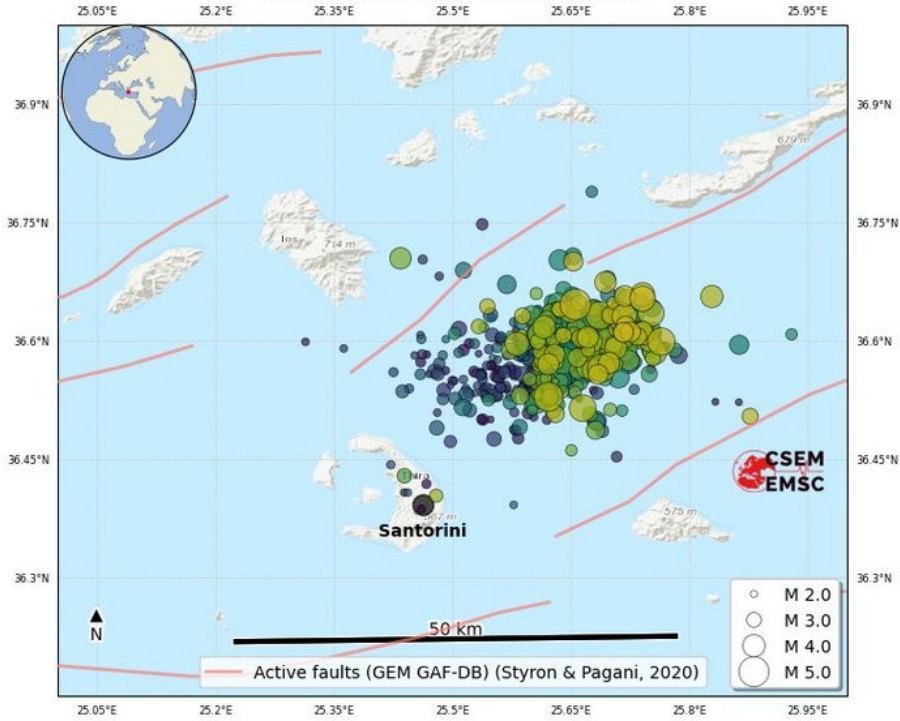 25.05°E 25.2°E 25.35°E 25.5°E 25.65°E 25.8°E 25.95°E
36.9°N 36.9°N
679 m
36.75°N 36.75°N
Ios 714 m
36.6°N 36.6°N
36.45°N 36.45°N
CSEM
EMSC
Thira
567 m
575 m
Santorini
36.3°N 36.3°N
N
50 km
M 2.0
M 3.0
M 4.0
M 5.0
Active faults (GEM GAF-DB) (Styron & Pagani, 2020)
25.05°E 25.2°E 25.35°E 25.5°E 25.65°E 25.8°E 25.95°E